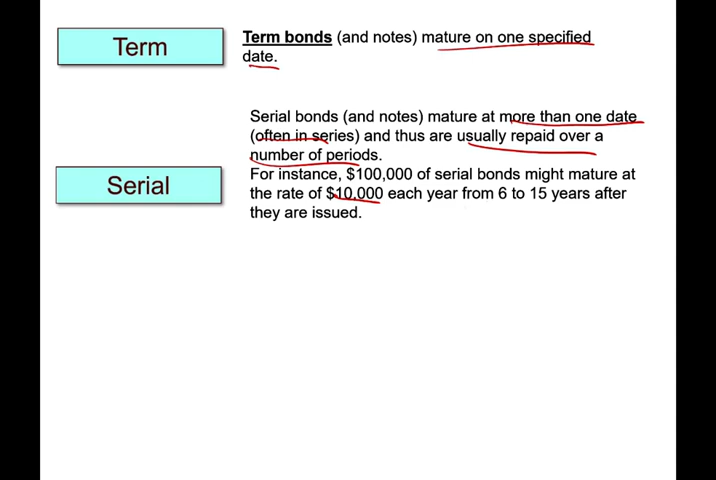 Term
Term bonds (and notes) mature on one specified
date.
Serial bonds (and notes) mature at more than one date
(often in series) and thus are usually repaid over a
number of periods.
Serial
For instance, $100,000 of serial bonds might mature at
the rate of $10,000 each year from 6 to 15 years after
they are issued.